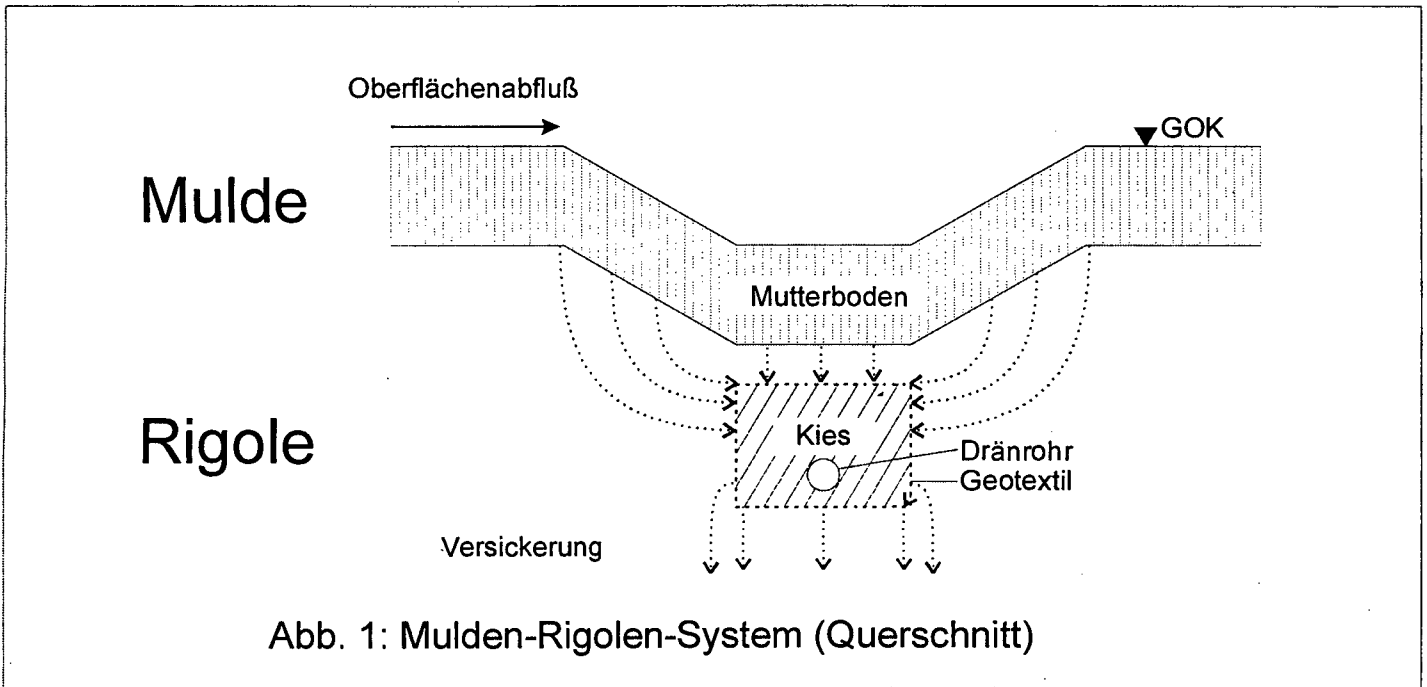 Oberflächenabfluß
GOK
Mulde
Mutterboden
Rigole
Kies
Dränrohr
Geotextil
Versickerung
Abb. 1: Mulden-Rigolen-System (Querschnitt)